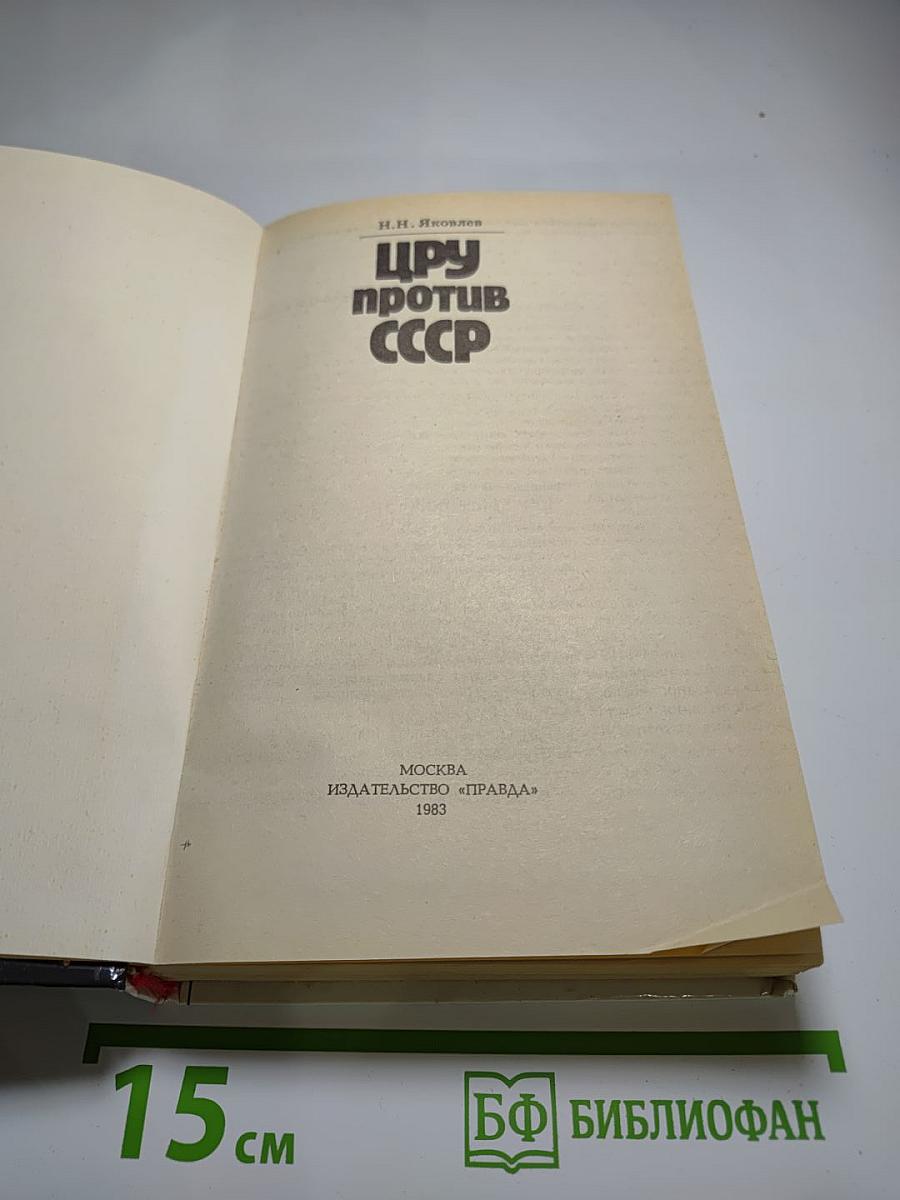 Н.Н. Яковлев
ЦРУ
против
СССР
МОСКВА
ИЗДАТЕЛЬСТВО «ПРАВДА»
1983
15 см
БФ БИБЛИОФАН